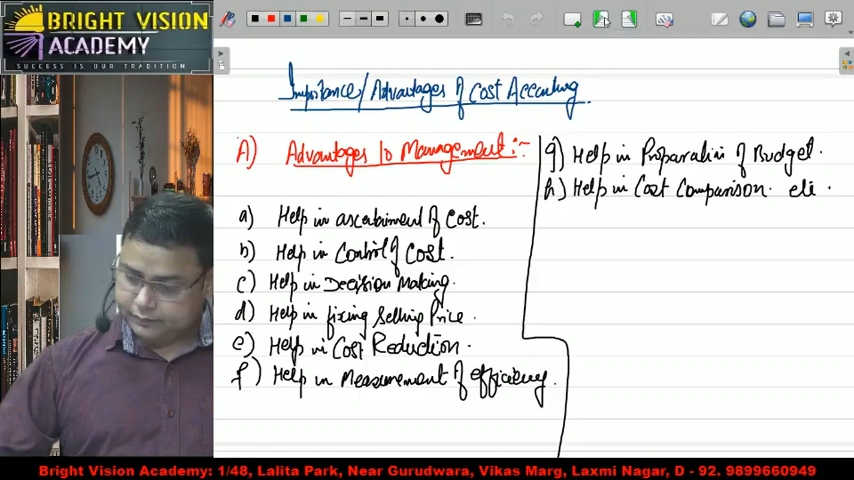 BRIGHT VISION
ACADEMY
SUCCESS IS OUR TRADITION
Importance/Advantages of Cost Accounting
A) Advantages to Management :-
a) Help in ascertainment of cost.
b) Help in Control of Cost.
c) Help in Decision Making.
d) Help in fixing Selling Price.
e) Help in Cost Reduction.
f) Help in Measurement of efficiency.
g) Help in Preparation of Budget.
h) Help in Cost Comparison etc.
Bright Vision Academy: 1/48, Lalita Park, Near Gurudwara, Vikas Marg, Laxmi Nagar, D - 92. 9899660949